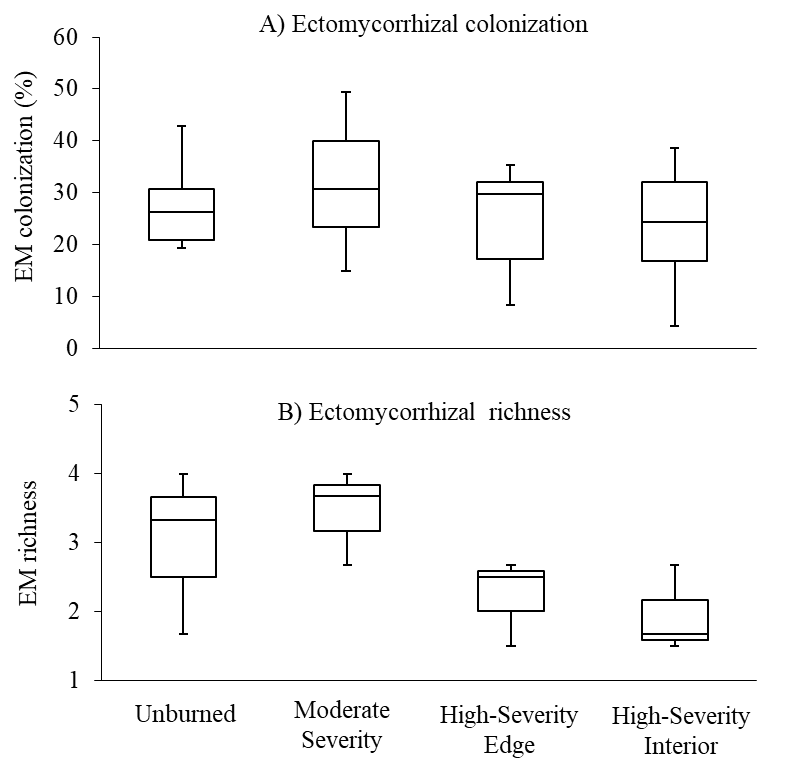 A) Ectomycorrhizal colonization
EM colonization (%)
60
50
40
30
20
10
0
B) Ectomycorrhizal richness
EM richness
5
4
3
2
1
Unburned
Moderate
Severity
High-Severity
Edge
High-Severity
Interior